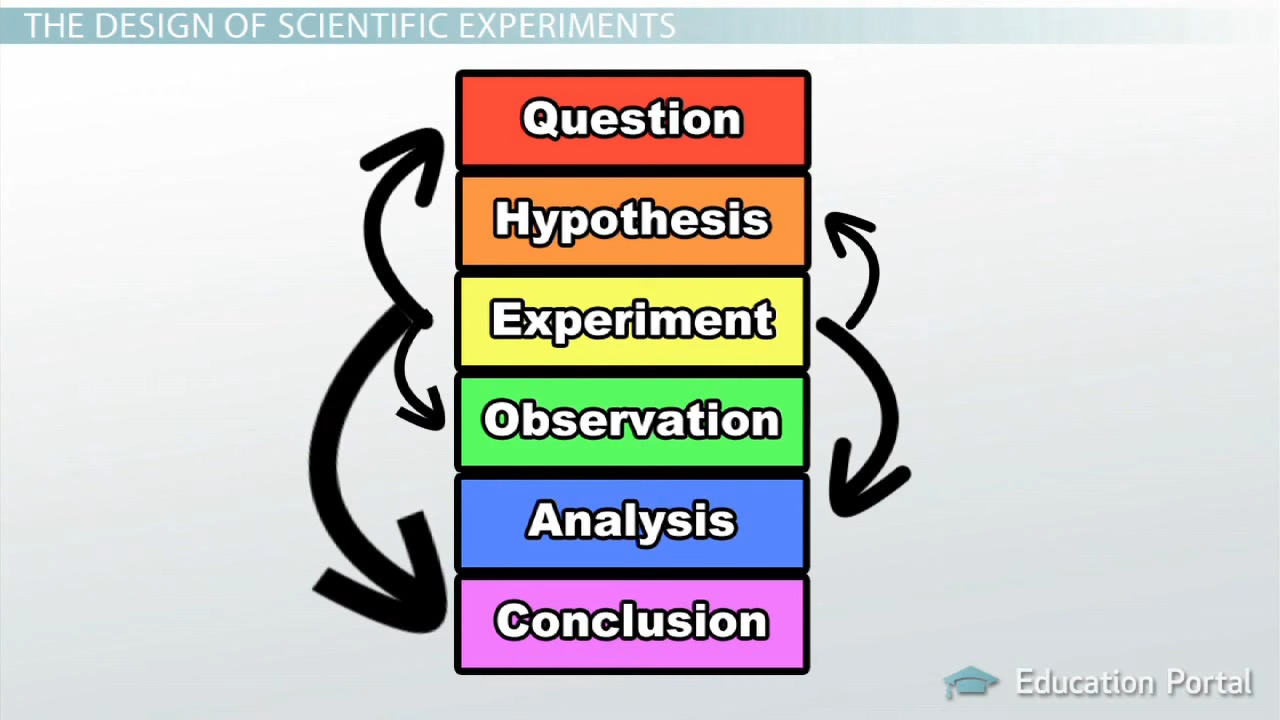 THE DESIGN OF SCIENTIFIC EXPERIMENTS
Question
Hypothesis
Experiment
Observation
Analysis
Conclusion
Education Portal